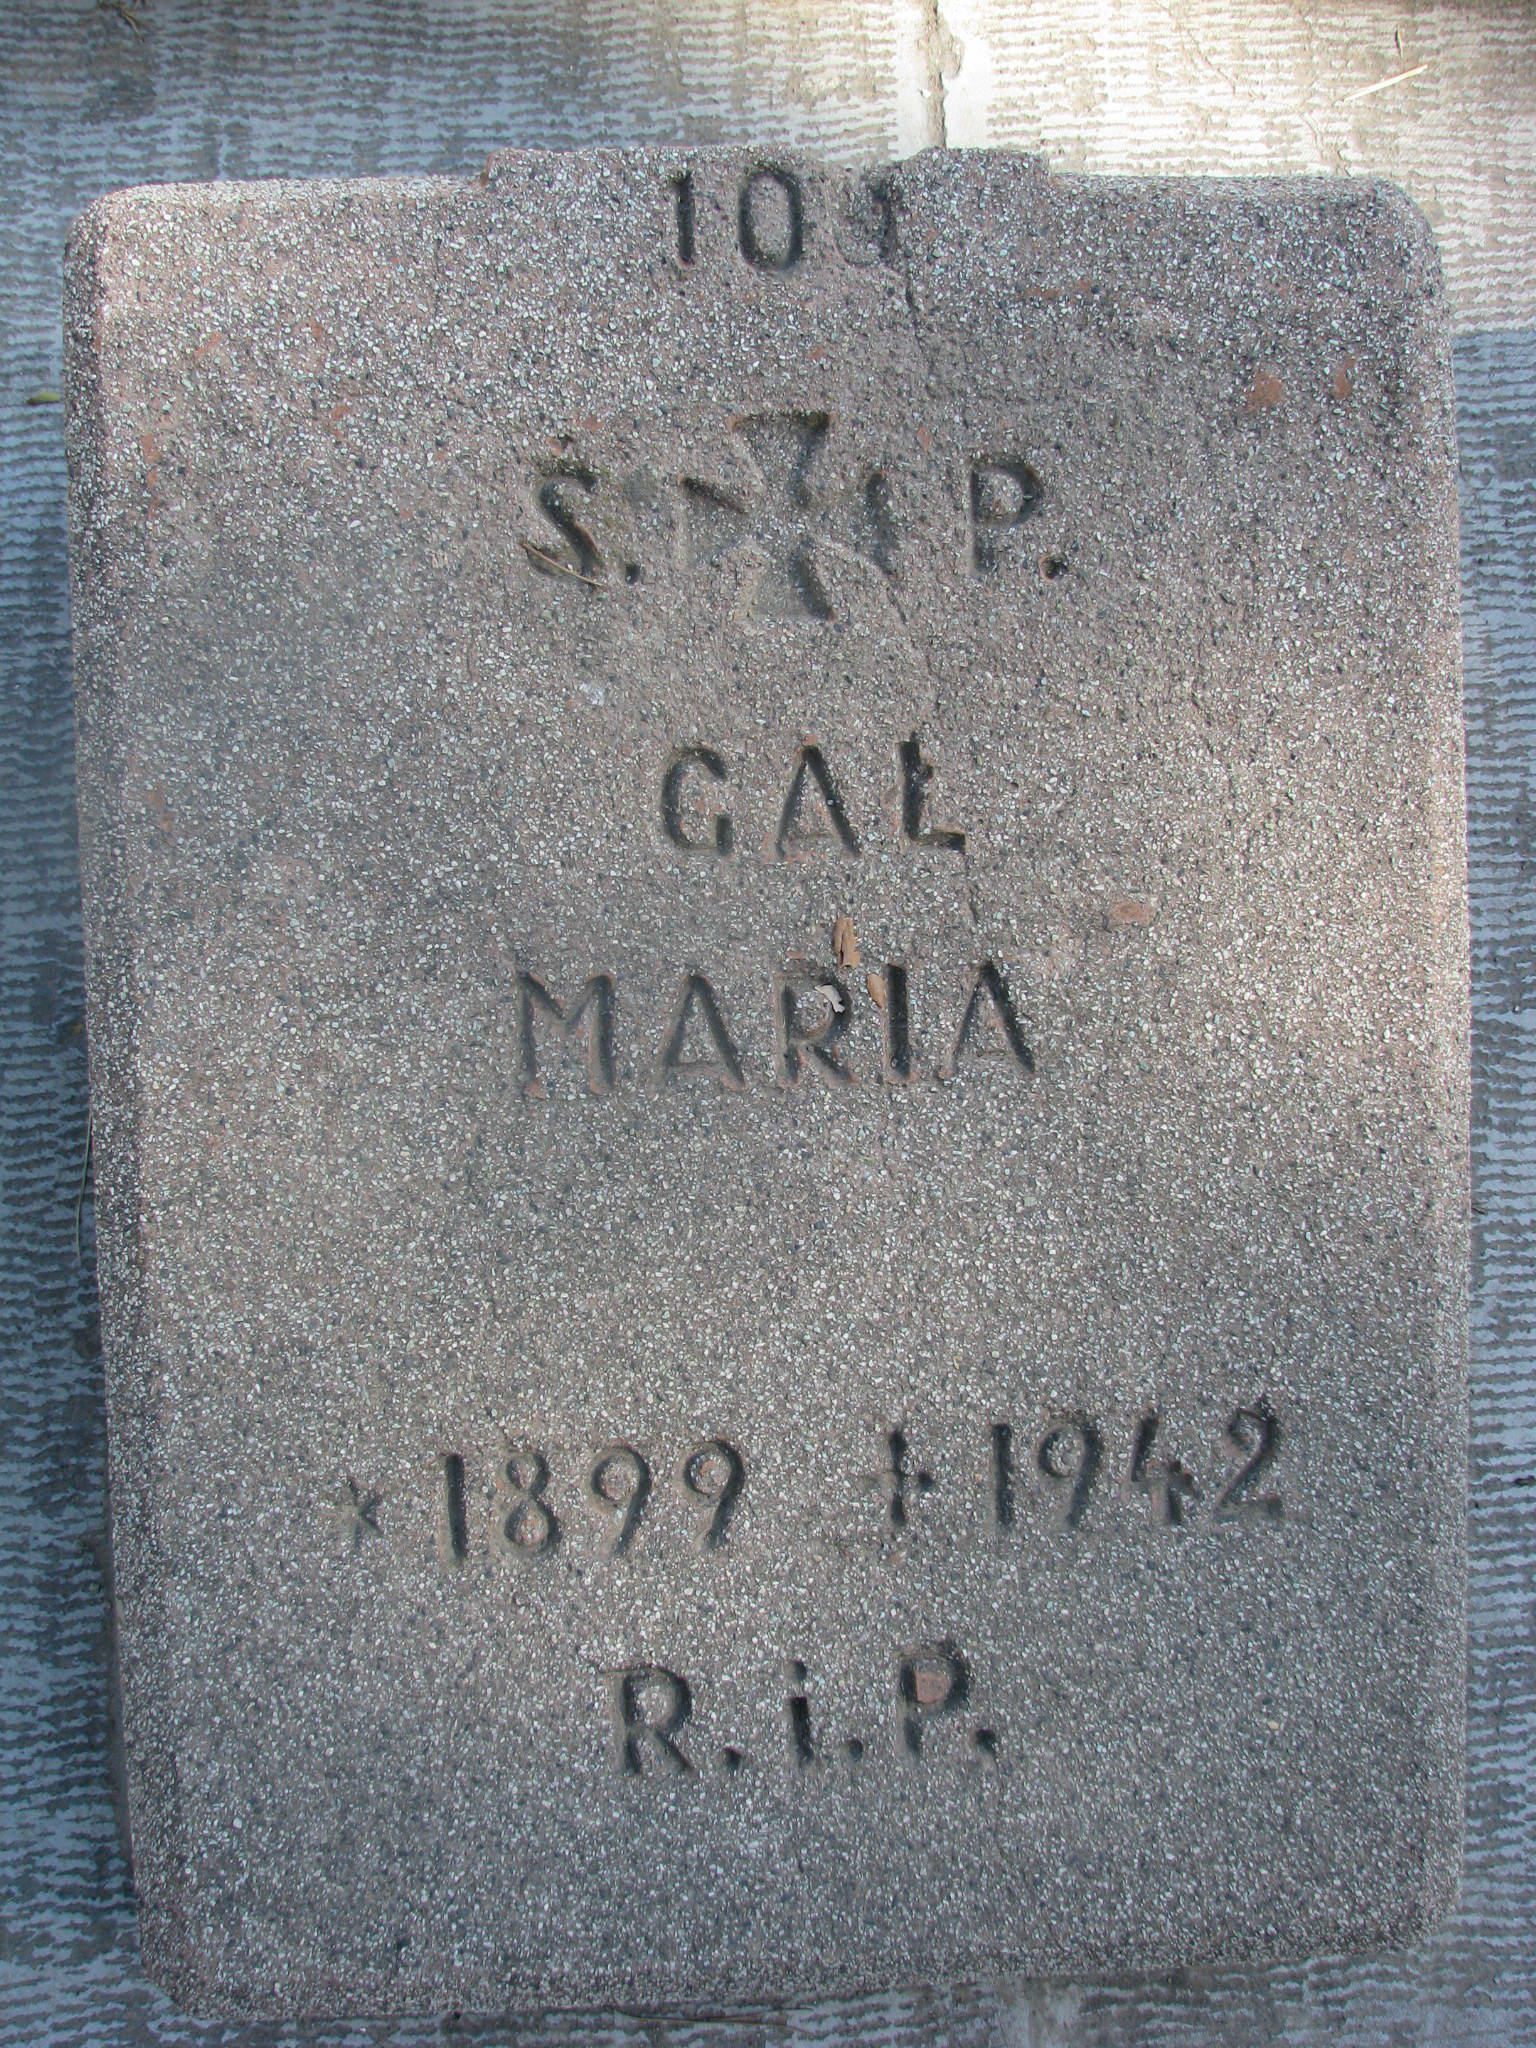 Ś. P.
GAŁ
MARIA
* 1899 + 1942
R.i.P.